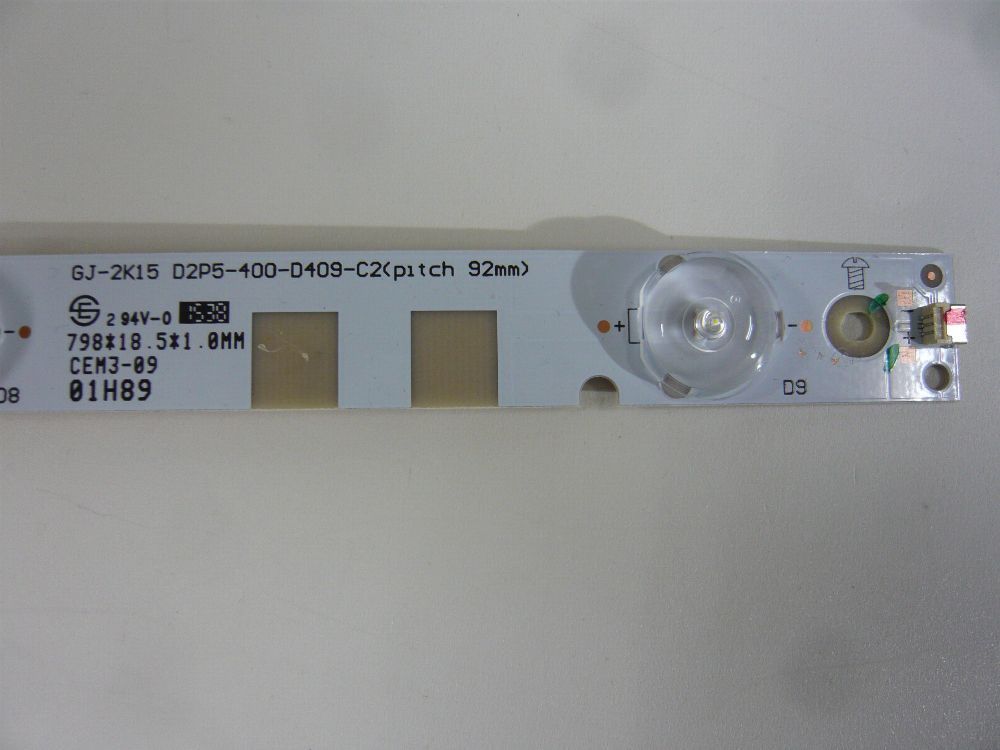 GJ-2K15 D2P5-400-D409-C2(pitch 92mm)
2 94V-0 1538
798*18.5*1.0MM
CEM3-09
01H89
D8
- +
-
D9
+